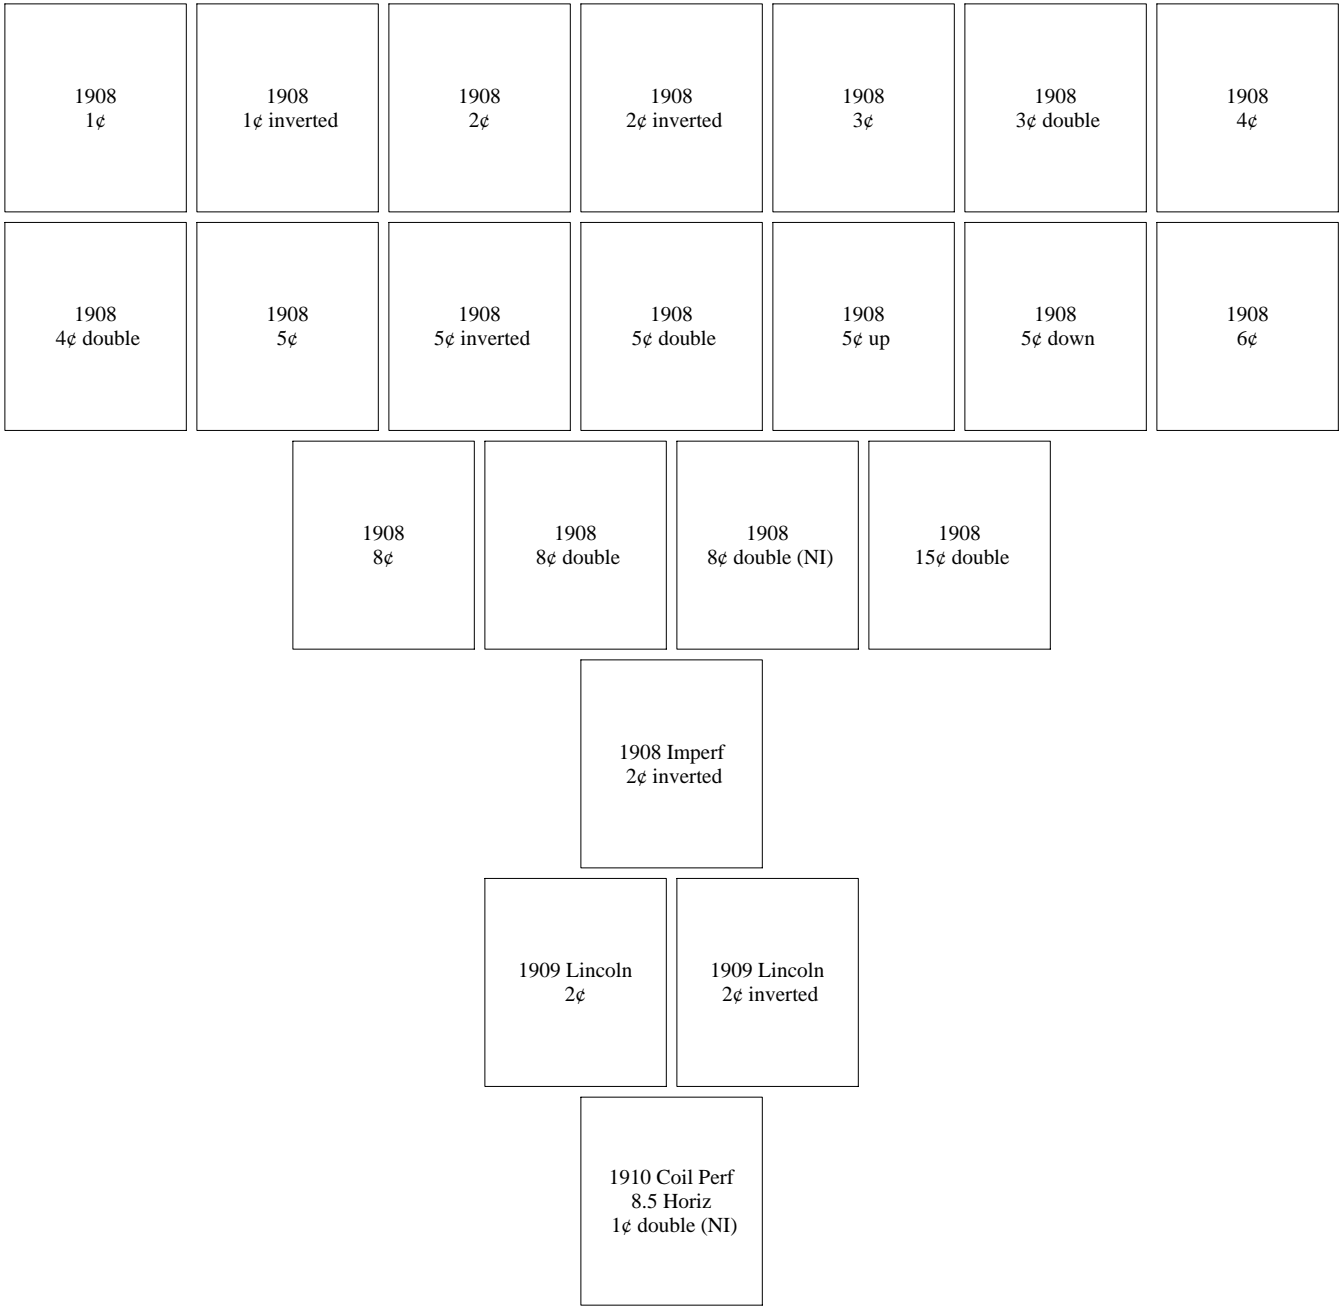 1908
1¢
1908
1¢ inverted
1908
2¢
1908
2¢ inverted
1908
3¢
1908
3¢ double
1908
4¢
1908
4¢ double
1908
5¢
1908
5¢ inverted
1908
5¢ double
1908
5¢ up
1908
5¢ down
1908
6¢
1908
8¢
1908
8¢ double
1908
8¢ double (NI)
1908
15¢ double
1908 Imperf
2¢ inverted
1909 Lincoln
2¢
1909 Lincoln
2¢ inverted
1910 Coil Perf
8.5 Horiz
1¢ double (NI)